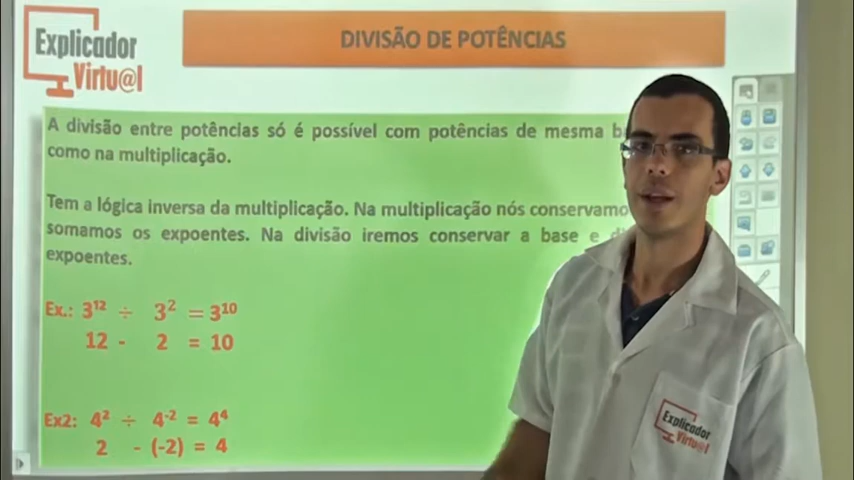 Explicador
Virtu@l
DIVISÃO DE POTÊNCIAS
A divisão entre potências só é possível com potências de mesma
como na multiplicação.
Tem a lógica inversa da multiplicação. Na multiplicação nós
somamos os expoentes. Na divisão iremos conservar a base e
expoentes.
Ex.: 3¹² ÷ 3² = 3¹⁰
12 - 2 = 10
Ex2: 4² ÷ 4⁻² = 4⁴
2 - (-2) = 4
Explicador
Virtu@l